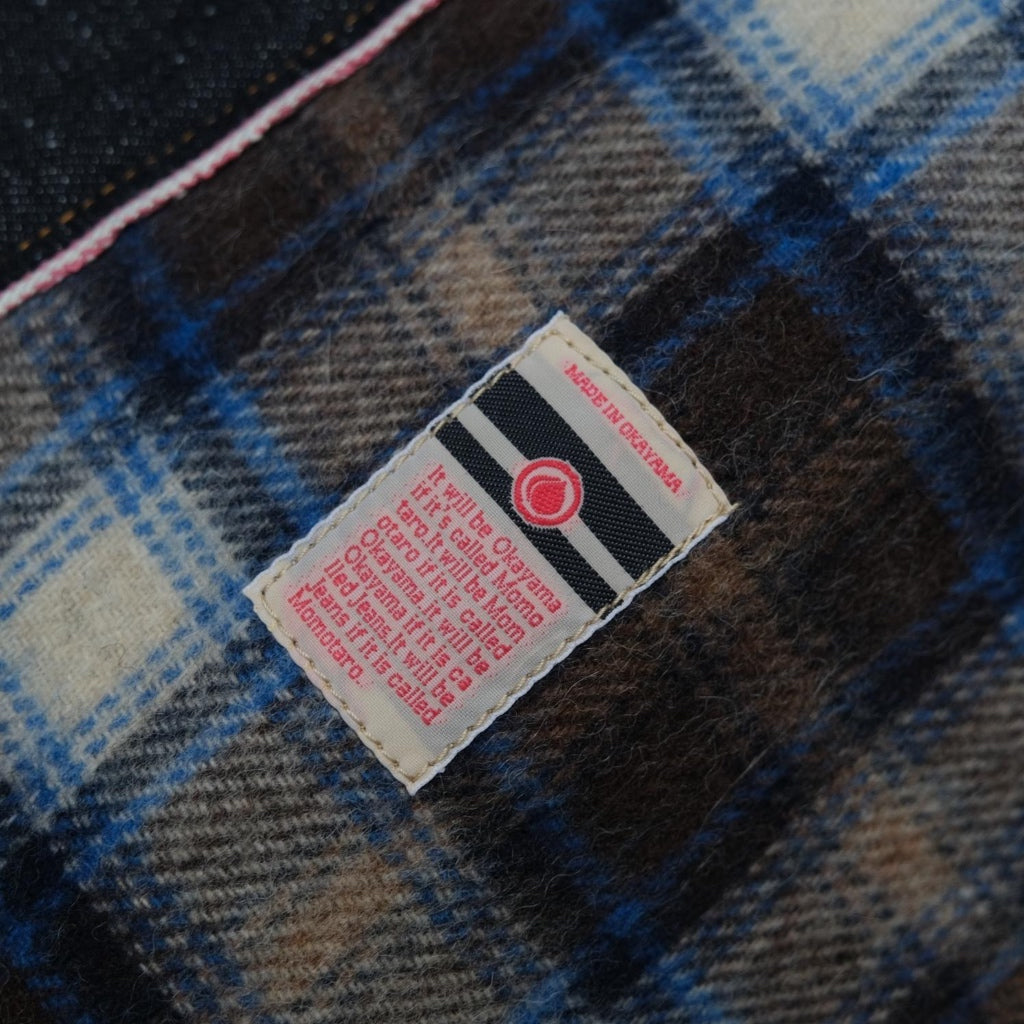 MADE IN OKAYAMA
It will be Okayama
if it's called Momo
taro.It will be Mom
otaro if it is called
Okayama.It will be
Okayama if it is ca
lled Jeans.It will be
Jeans if it is called
Momotaro.